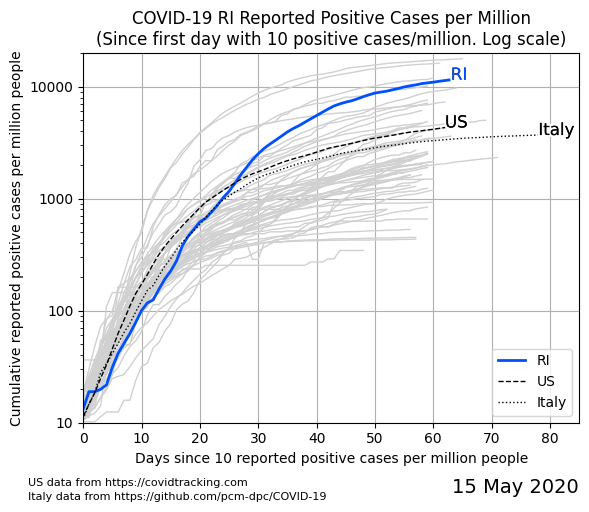 COVID-19 RI Reported Positive Cases per Million
(Since first day with 10 positive cases/million. Log scale)
Cumulative reported positive cases per million people
10000
1000
100
10
RI
US
Italy
RI
US
Italy
0 10 20 30 40 50 60 70 80
Days since 10 reported positive cases per million people
US data from https://covidtracking.com
Italy data from https://github.com/pcm-dpc/COVID-19
15 May 2020